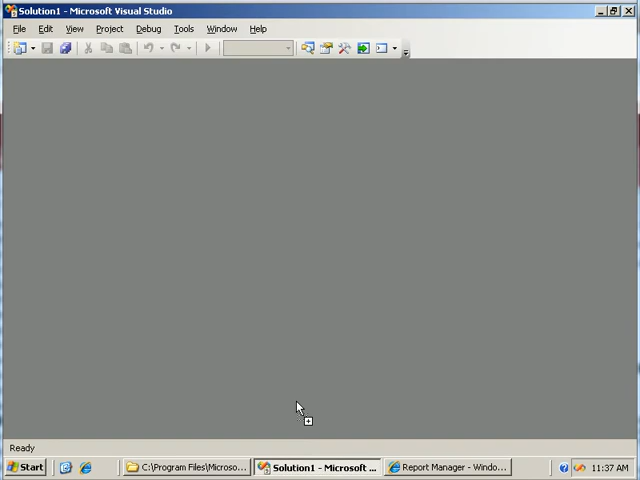 Solution1 - Microsoft Visual Studio
File Edit View Project Debug Tools Window Help
Ready
Start C:\Program Files\Microso... Solution1 - Microsoft ... Report Manager - Windo... 11:37 AM